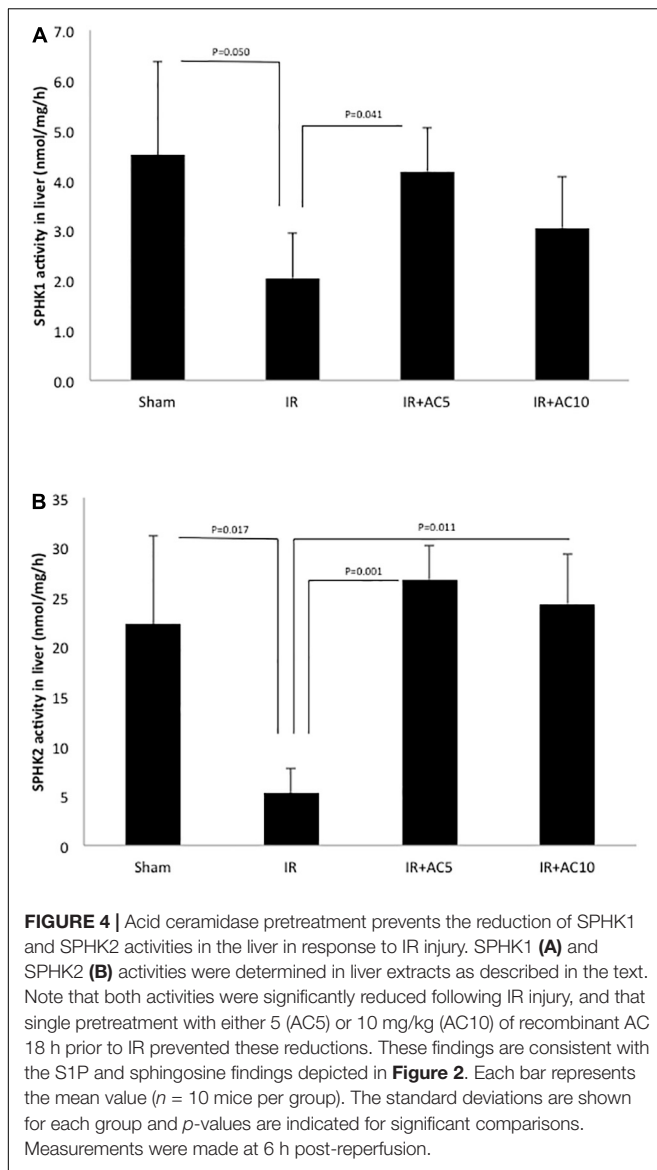 A
7.0
P=0.050
6.0
5.0
P=0.041
4.0
3.0
2.0
1.0
0.0
SPHK1 activity in liver (nmol/mg/h)
Sham IR IR+AC5 IR+AC10
B
35
P=0.017 P=0.011
30
P=0.001
25
20
15
10
5
0
SPHK2 activity in liver (nmol/mg/h)
Sham IR IR+AC5 IR+AC10
FIGURE 4 | Acid ceramidase pretreatment prevents the reduction of SPHK1
and SPHK2 activities in the liver in response to IR injury. SPHK1 (A) and
SPHK2 (B) activities were determined in liver extracts as described in the text.
Note that both activities were significantly reduced following IR injury, and that
single pretreatment with either 5 (AC5) or 10 mg/kg (AC10) of recombinant AC
18 h prior to IR prevented these reductions. These findings are consistent with
the S1P and sphingosine findings depicted in Figure 2. Each bar represents
the mean value (n = 10 mice per group). The standard deviations are shown
for each group and p-values are indicated for significant comparisons.
Measurements were made at 6 h post-reperfusion.